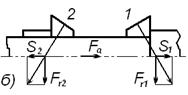 2 1
S₂ Fₐ S₁
б) Fᵣ₂ Fᵣ₁